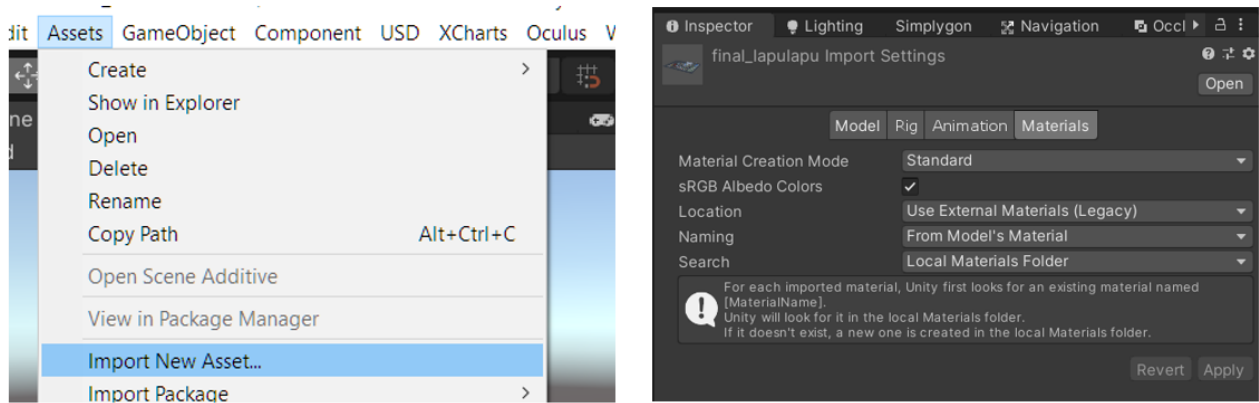 Assets GameObject Component USD XCharts Oculus
Create
Show in Explorer
Open
Delete
Rename
Copy Path Alt+Ctrl+C
Open Scene Additive
View in Package Manager
Import New Asset...
Import Package
Inspector Lighting Simplygon Navigation Occl
final_lapulapu Import Settings
Open
Model Rig Animation Materials
Material Creation Mode Standard
sRGB Albedo Colors
Location Use External Materials (Legacy)
Naming From Model's Material
Search Local Materials Folder
For each imported material, Unity first looks for an existing material named
[MaterialName].
Unity will look for it in the local Materials folder.
If it doesn't exist, a new one is created in the local Materials folder.
Revert Apply